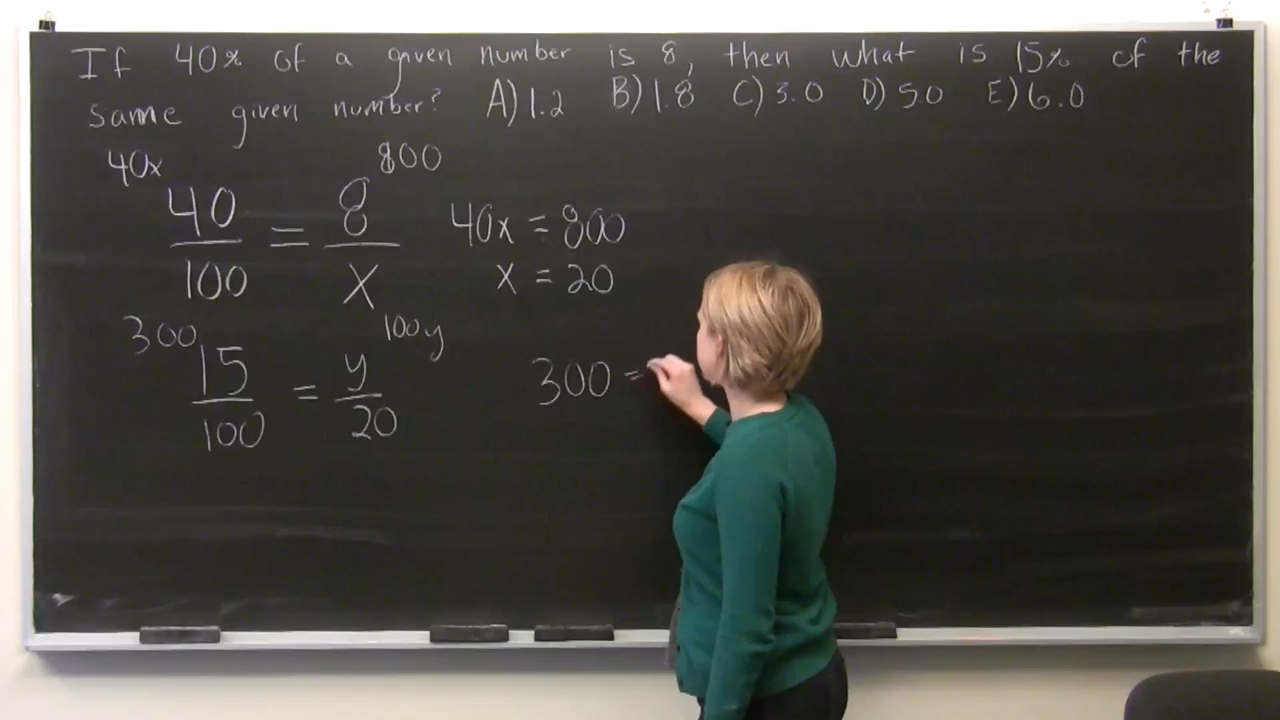 If 40% of a given number is 8, then what is 15% of the
same given number? A) 1.2 B) 1.8 C) 3.0 D) 5.0 E) 6.0
40x 800
40 8
100 = x
40x = 800
x = 20
300 100y
15 y
100 = 20
300 =